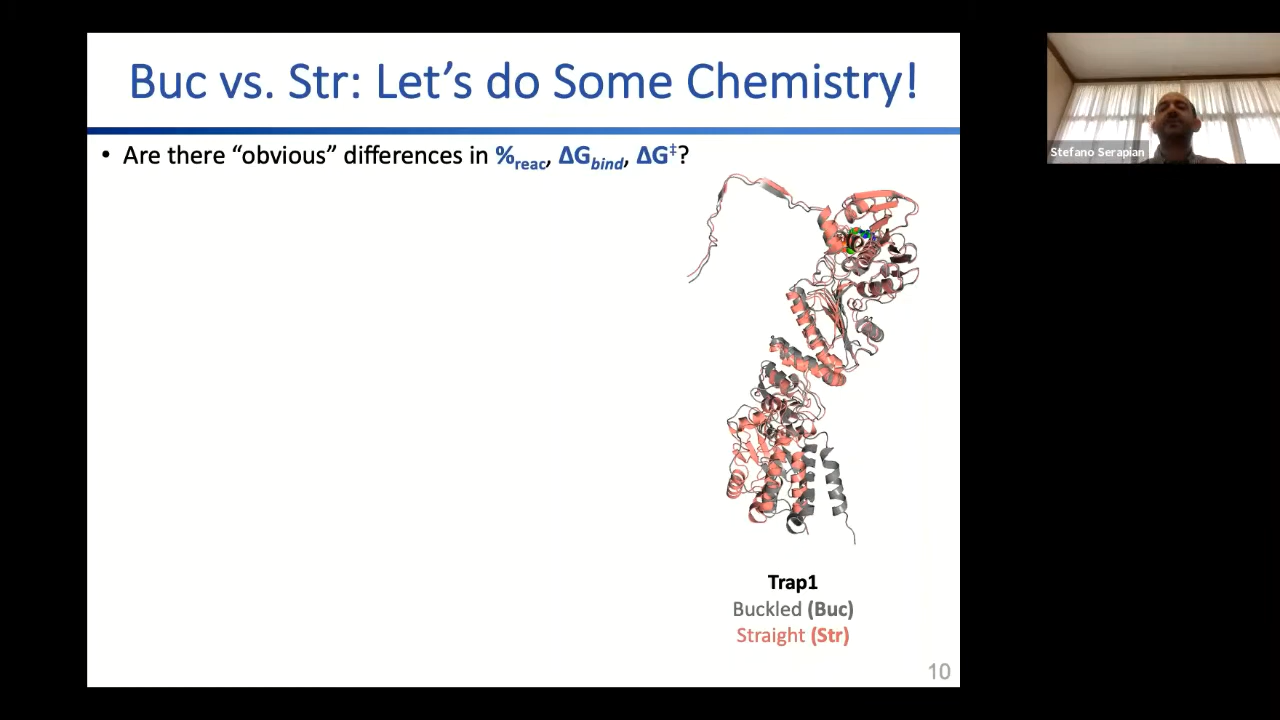 Buc vs. Str: Let's do Some Chemistry!
• Are there “obvious” differences in %reac, ΔGbind, ΔG‡?
Stefano Serapian
Trap1
Buckled (Buc)
Straight (Str)
10